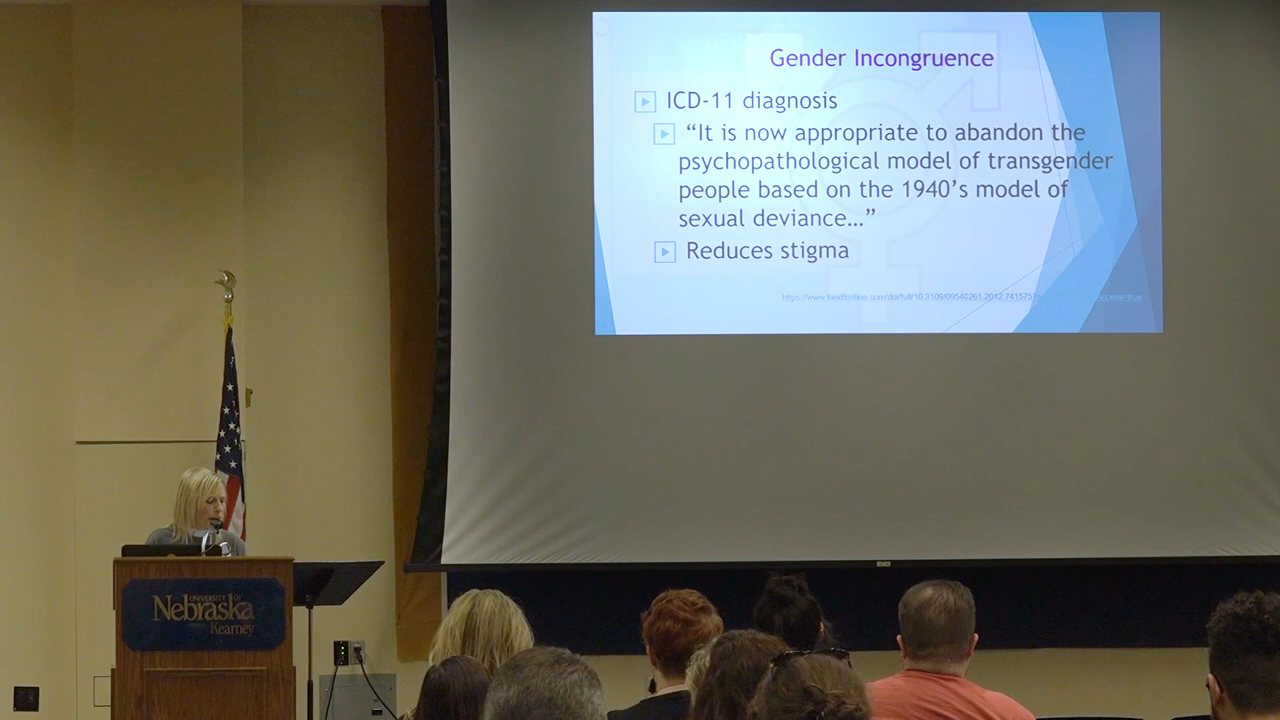 Gender Incongruence
ICD-11 diagnosis
“It is now appropriate to abandon the
psychopathological model of transgender
people based on the 1940’s model of
sexual deviance…”
Reduces stigma
UNIVERSITY OF
Nebraska
Kearney